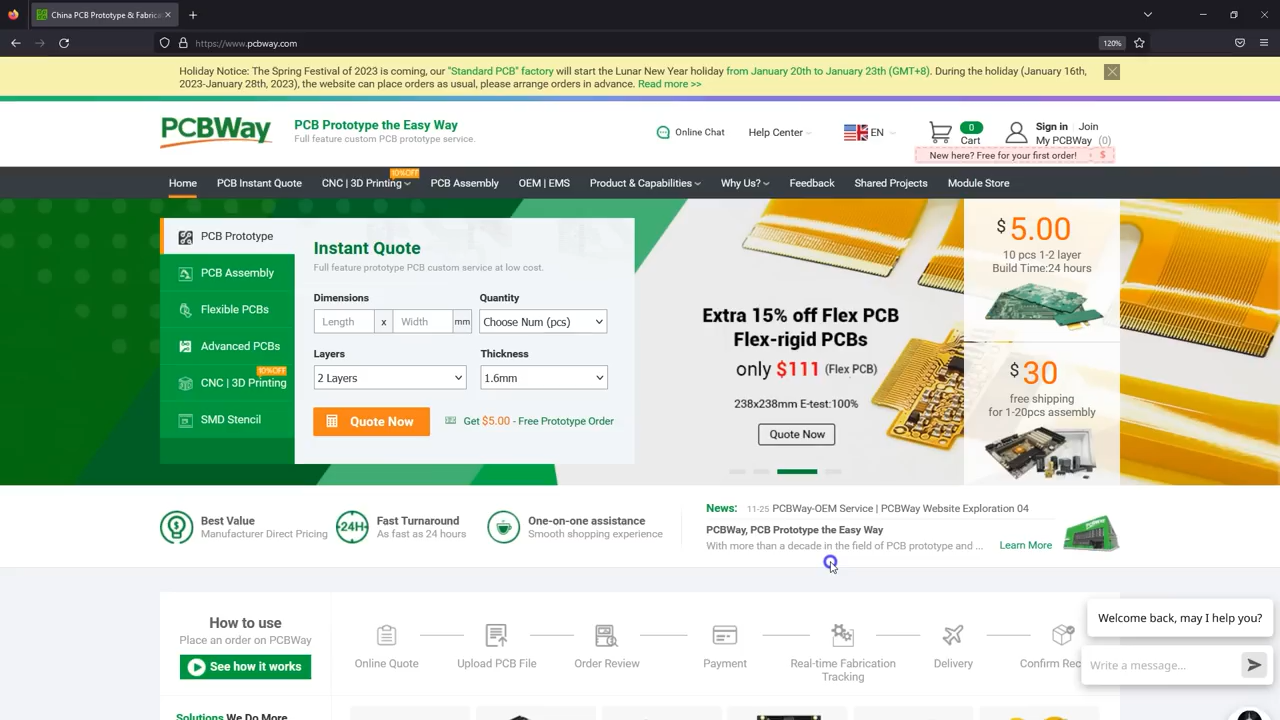 China PCB Prototype & Fabrica
https://www.pcbway.com
120%
Holiday Notice: The Spring Festival of 2023 is coming, our "Standard PCB" factory will start the Lunar New Year holiday from January 20th to January 23th (GMT+8). During the holiday (January 16th,
2023-January 28th, 2023), the website can place orders as usual, please arrange orders in advance. Read more >>
PCBWay
PCB Prototype the Easy Way
Full feature custom PCB prototype service.
Online Chat
Help Center
EN
0
Cart
Sign in
Join
My PCBWay
(0)
New here? Free for your first order!
$
10%OFF
Home
PCB Instant Quote
CNC | 3D Printing
PCB Assembly
OEM | EMS
Product & Capabilities
Why Us?
Feedback
Shared Projects
Module Store
PCB Prototype
PCB Assembly
Flexible PCBs
Advanced PCBs
10%OFF
CNC | 3D Printing
SMD Stencil
Instant Quote
Full feature prototype PCB custom service at low cost.
Dimensions
Quantity
Length
x
Width
mm
Choose Num (pcs)
Layers
Thickness
2 Layers
1.6mm
Quote Now
Get $5.00 - Free Prototype Order
Extra 15% off Flex PCB
Flex-rigid PCBs
only $111 (Flex PCB)
238x238mm E-test:100%
Quote Now
$ 5.00
10 pcs 1-2 layer
Build Time:24 hours
$ 30
free shipping
for 1-20pcs assembly
Best Value
Manufacturer Direct Pricing
24H
Fast Turnaround
As fast as 24 hours
One-on-one assistance
Smooth shopping experience
News:
11-25 PCBWay-OEM Service | PCBWay Website Exploration 04
PCBWay, PCB Prototype the Easy Way
With more than a decade in the field of PCB prototype and ...
Learn More
How to use
Place an order on PCBWay
See how it works
Online Quote
Upload PCB File
Order Review
Payment
Real-time Fabrication
Tracking
Delivery
Confirm Rec
Welcome back, may I help you?
Write a message...
Solutions We Do More